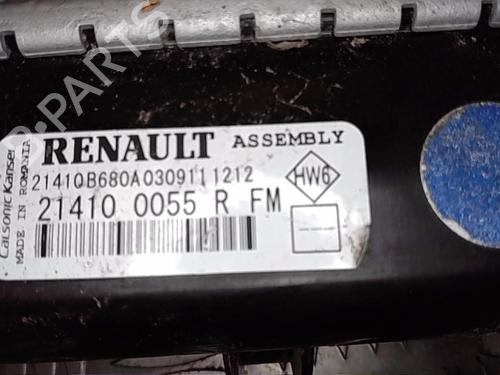 B-PARTS
RENAULT ASSEMBLY
21410B680A0309111212
HW6
21410 0055 R FM
Calsonic Kansei
MADE IN ROMANIA